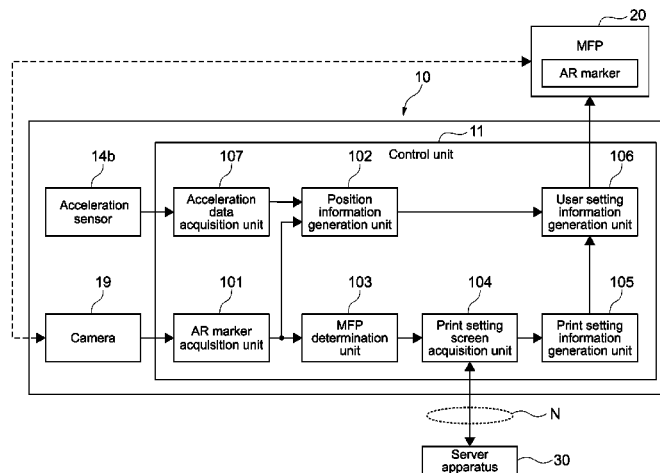 20
MFP
AR marker
10
11
Control unit
14b
107
102
106
Acceleration
sensor
Acceleration
data
acquisition unit
Position
information
generation unit
User setting
information
generation unit
19
101
103
104
105
Camera
AR marker
acquisition unit
MFP
determination
unit
Print setting
screen
acquisition unit
Print setting
information
generation unit
N
Server
apparatus
30